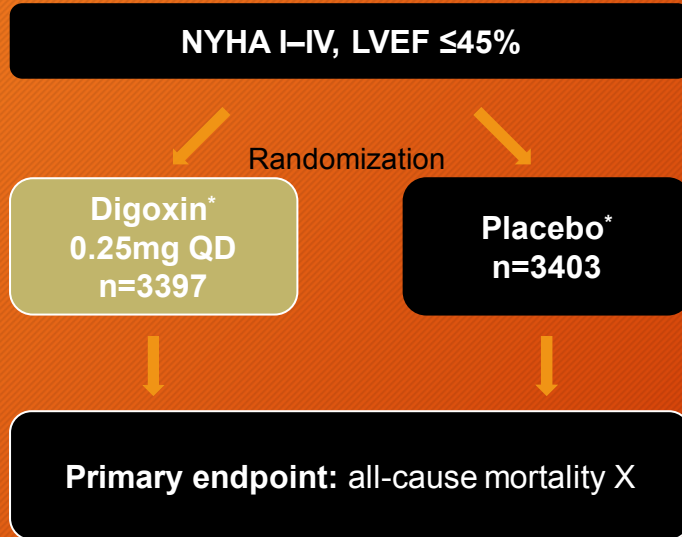 NYHA I–IV, LVEF ≤45%
Randomization
Digoxin*
0.25mg QD
n=3397
Placebo*
n=3403
Primary endpoint: all-cause mortality X